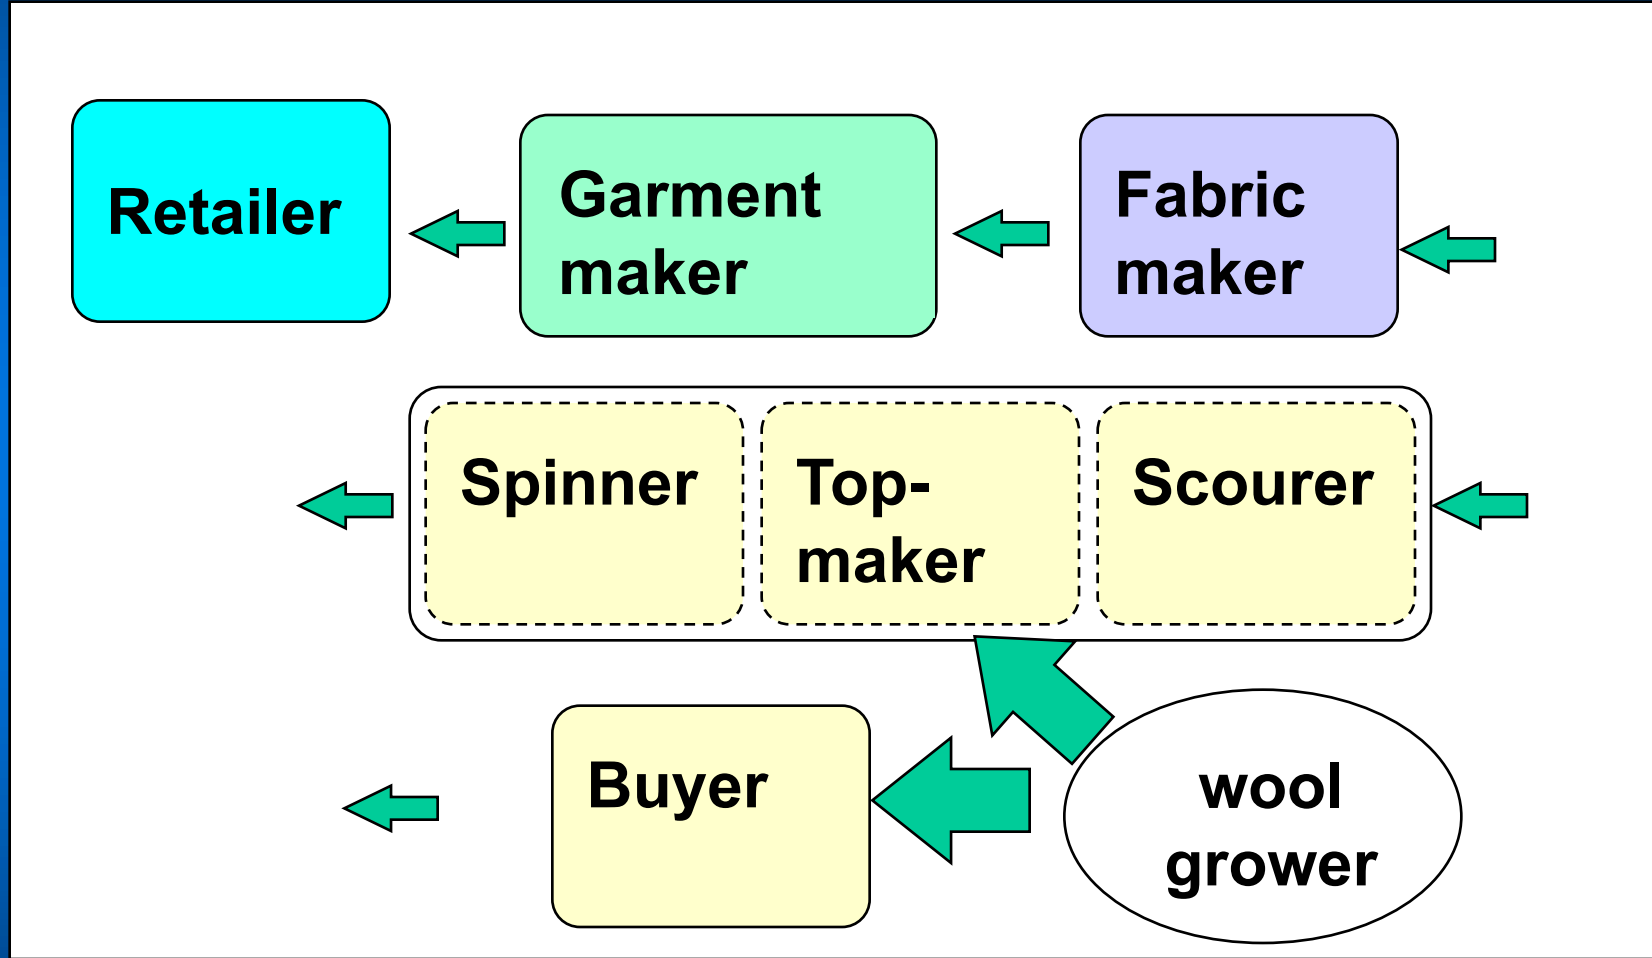 Retailer
Garment
maker
Fabric
maker
Spinner
Top-
maker
Scourer
Buyer
wool
grower